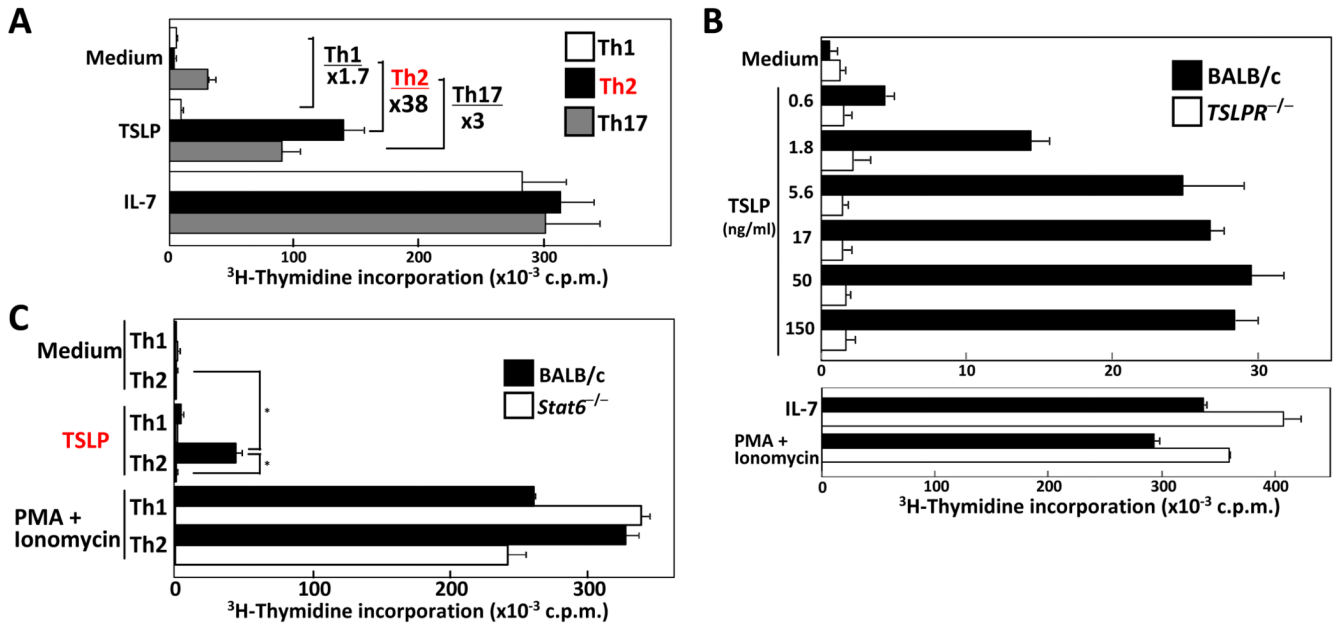 A
Medium
TSLP
IL-7
Th1
x1.7
Th2
x38
Th17
x3
Th1
Th2
Th17
0 100 200 300
³H-Thymidine incorporation (x10⁻³ c.p.m.)
B
Medium
0.6
1.8
5.6
17
50
150
TSLP
(ng/ml)
BALB/c
TSLPR⁻/⁻
0 10 20 30
IL-7
PMA +
Ionomycin
0 100 200 300 400
³H-Thymidine incorporation (x10⁻³ c.p.m.)
C
Medium
Th1
Th2
TSLP
Th1
Th2
PMA +
Ionomycin
Th1
Th2
*
*
BALB/c
Stat6⁻/⁻
0 100 200 300
³H-Thymidine incorporation (x10⁻³ c.p.m.)